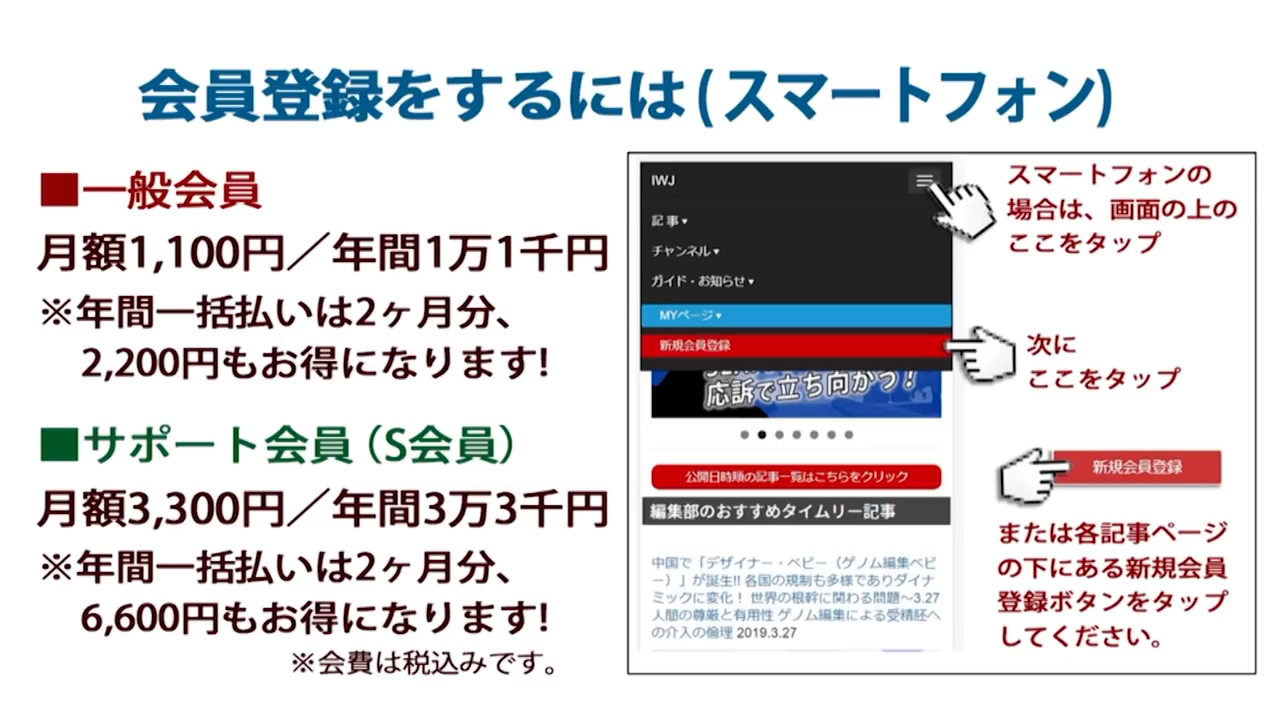 会員登録をするには(スマートフォン)
■一般会員
月額1,100円／年間1万1千円
※年間一括払いは2ヶ月分、
2,200円もお得になります!
■サポート会員（S会員）
月額3,300円／年間3万3千円
※年間一括払いは2ヶ月分、
6,600円もお得になります!
※会費は税込みです。
IWJ
記事▾
チャンネル▾
ガイド・お知らせ▾
MYページ▾
新規会員登録
応訴で立ち向かう！
公開日時順の記事一覧はこちらをクリック
編集部のおすすめタイムリー記事
中国で「デザイナー・ベビー（ゲノム編集ベビ
ー）」が誕生!! 各国の規制も多様でありダイナ
ミックに変化！ 世界の根幹に関わる問題～3.27
人間の尊厳と有用性 ゲノム編集による受精胚へ
の介入の倫理 2019.3.27
スマートフォンの
場合は、画面の上の
ここをタップ
次に
ここをタップ
新規会員登録
または各記事ページ
の下にある新規会員
登録ボタンをタップ
してください。